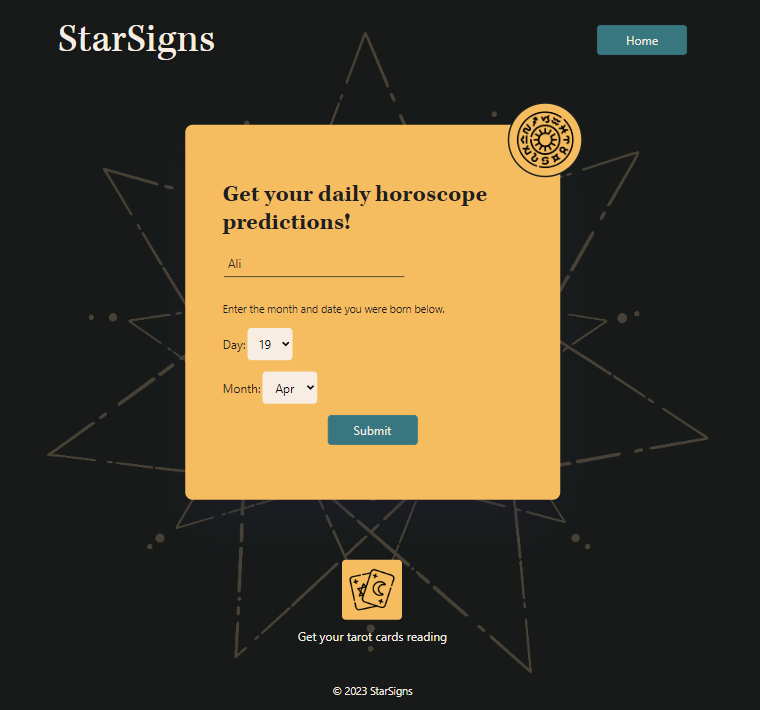 StarSigns
Home
Get your daily horoscope
predictions!
Ali
Enter the month and date you were born below.
Day: 19
Month: Apr
Submit
Get your tarot cards reading
© 2023 StarSigns